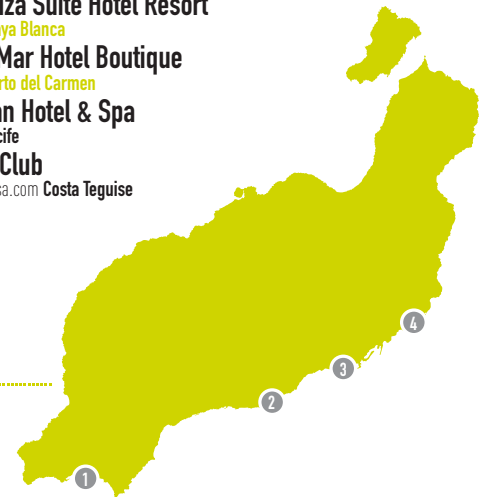 iza Suite Hotel Resort
ya Blanca
Mar Hotel Boutique
rto del Carmen
n Hotel & Spa
cife
Club
sa.com Costa Teguise
4
3
2
1